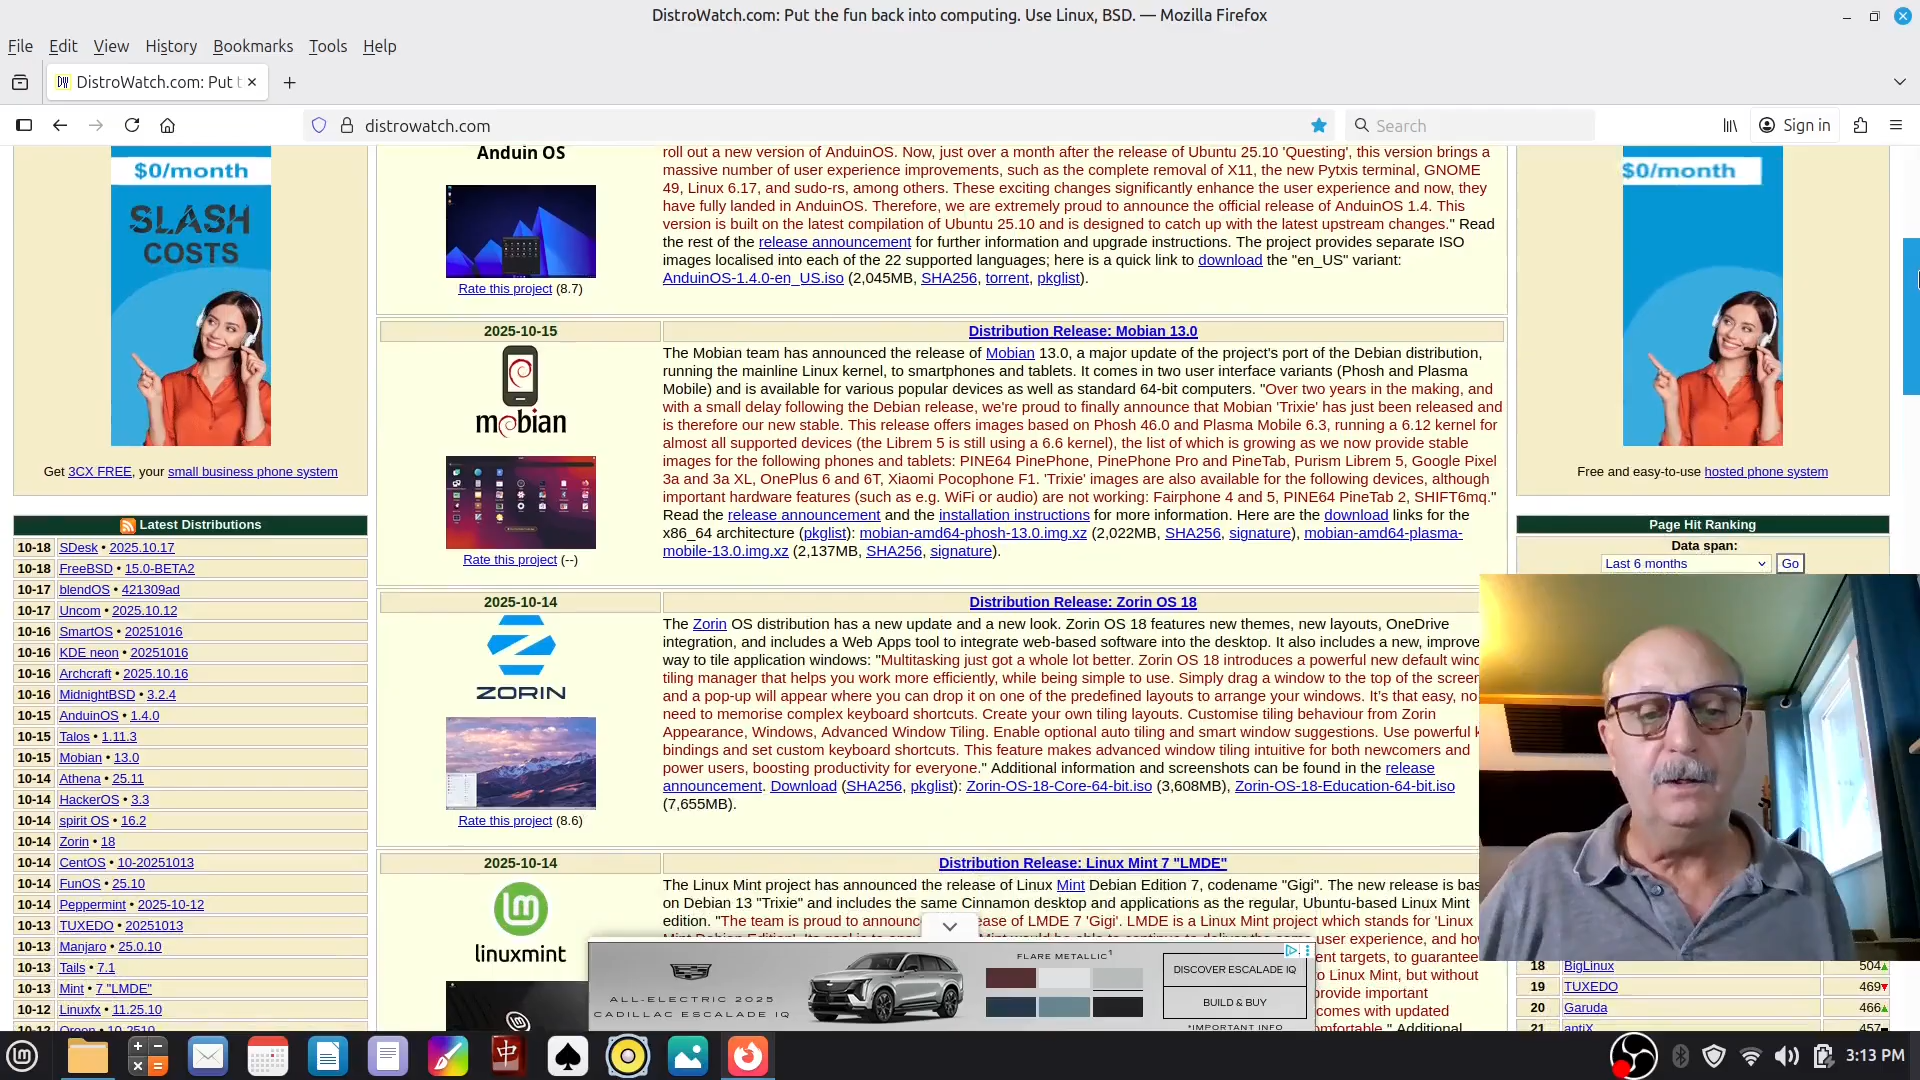 DistroWatch.com: Put the fun back into computing. Use Linux, BSD. — Mozilla Firefox
File Edit View History Bookmarks Tools Help
DistroWatch.com: Put t
distrowatch.com
Search
Sign in
$0/month
SLASH
COSTS
Get 3CX FREE, your small business phone system
Latest Distributions
10-18 SDesk • 2025.10.17
10-18 FreeBSD • 15.0-BETA2
10-17 blendOS • 421309ad
10-17 Uncom • 2025.10.12
10-16 SmartOS • 20251016
10-16 KDE neon • 20251016
10-16 Archcraft • 2025.10.16
10-16 MidnightBSD • 3.2.4
10-15 AnduinOS • 1.4.0
10-15 Talos • 1.11.3
10-15 Mobian • 13.0
10-14 Athena • 25.11
10-14 HackerOS • 3.3
10-14 spirit OS • 16.2
10-14 Zorin • 18
10-14 CentOS • 10-20251013
10-14 FunOS • 25.10
10-14 Peppermint • 2025-10-12
10-13 TUXEDO • 20251013
10-13 Manjaro • 25.0.10
10-13 Tails • 7.1
10-13 Mint • 7 "LMDE"
10-12 Linuxfx • 11.25.10
Anduin OS
Rate this project (8.7)
roll out a new version of AnduinOS. Now, just over a month after the release of Ubuntu 25.10 'Questing', this version brings a
massive number of user experience improvements, such as the complete removal of X11, the new Pytxis terminal, GNOME
49, Linux 6.17, and sudo-rs, among others. These exciting changes significantly enhance the user experience and now, they
have fully landed in AnduinOS. Therefore, we are extremely proud to announce the official release of AnduinOS 1.4. This
version is built on the latest compilation of Ubuntu 25.10 and is designed to catch up with the latest upstream changes." Read
the rest of the release announcement for further information and upgrade instructions. The project provides separate ISO
images localised into each of the 22 supported languages; here is a quick link to download the "en_US" variant:
AnduinOS-1.4.0-en_US.iso (2,045MB, SHA256, torrent, pkglist).
2025-10-15
Distribution Release: Mobian 13.0
mobian
Rate this project (--)
The Mobian team has announced the release of Mobian 13.0, a major update of the project's port of the Debian distribution,
running the mainline Linux kernel, to smartphones and tablets. It comes in two user interface variants (Phosh and Plasma
Mobile) and is available for various popular devices as well as standard 64-bit computers. "Over two years in the making, and
with a small delay following the Debian release, we're proud to finally announce that Mobian 'Trixie' has just been released and
is therefore our new stable. This release offers images based on Phosh 46.0 and Plasma Mobile 6.3, running a 6.12 kernel for
almost all supported devices (the Librem 5 is still using a 6.6 kernel), the list of which is growing as we now provide stable
images for the following phones and tablets: PINE64 PinePhone, PinePhone Pro and PineTab, Purism Librem 5, Google Pixel
3a and 3a XL, OnePlus 6 and 6T, Xiaomi Pocophone F1. 'Trixie' images are also available for the following devices, although
important hardware features (such as e.g. WiFi or audio) are not working: Fairphone 4 and 5, PINE64 PineTab 2, SHIFT6mq."
Read the release announcement and the installation instructions for more information. Here are the download links for the
x86_64 architecture (pkglist): mobian-amd64-phosh-13.0.img.xz (2,022MB, SHA256, signature), mobian-amd64-plasma-
mobile-13.0.img.xz (2,137MB, SHA256, signature).
2025-10-14
Distribution Release: Zorin OS 18
ZORIN
Rate this project (8.6)
The Zorin OS distribution has a new update and a new look. Zorin OS 18 features new themes, new layouts, OneDrive
integration, and includes a Web Apps tool to integrate web-based software into the desktop. It also includes a new, improve
way to tile application windows: "Multitasking just got a whole lot better. Zorin OS 18 introduces a powerful new default wind
tiling manager that helps you work more efficiently, while being simple to use. Simply drag a window to the top of the screen
and a pop-up will appear where you can drop it on one of the predefined layouts to arrange your windows. It's that easy, no
need to memorise complex keyboard shortcuts. Create your own tiling layouts. Customise tiling behaviour from Zorin
Appearance, Windows, Advanced Window Tiling. Enable optional auto tiling and smart window suggestions. Use powerful k
bindings and set custom keyboard shortcuts. This feature makes advanced window tiling intuitive for both newcomers and
power users, boosting productivity for everyone." Additional information and screenshots can be found in the release
announcement. Download (SHA256, pkglist): Zorin-OS-18-Core-64-bit.iso (3,608MB), Zorin-OS-18-Education-64-bit.iso
(7,655MB).
2025-10-14
Distribution Release: Linux Mint 7 "LMDE"
linuxmint
The Linux Mint project has announced the release of Linux Mint Debian Edition 7, codename "Gigi". The new release is bas
on Debian 13 "Trixie" and includes the same Cinnamon desktop and applications as the regular, Ubuntu-based Linux Mint
edition. "The team is proud to announc ease of LMDE 7 'Gigi'. LMDE is a Linux Mint project which stands for 'Linux
user experience, and how
ent targets, to guarantee
o Linux Mint, but without
provide important
comes with updated
omfortable." Additional
ALL-ELECTRIC 2025
CADILLAC ESCALADE IQ
FLARE METALLIC¹
DISCOVER ESCALADE IQ
BUILD & BUY
*IMPORTANT INFO
$0/month
Free and easy-to-use hosted phone system
Page Hit Ranking
Data span:
Last 6 months Go
18 BigLinux 504
19 TUXEDO 469
20 Garuda 466
21 antiX 457
中
3:13 PM